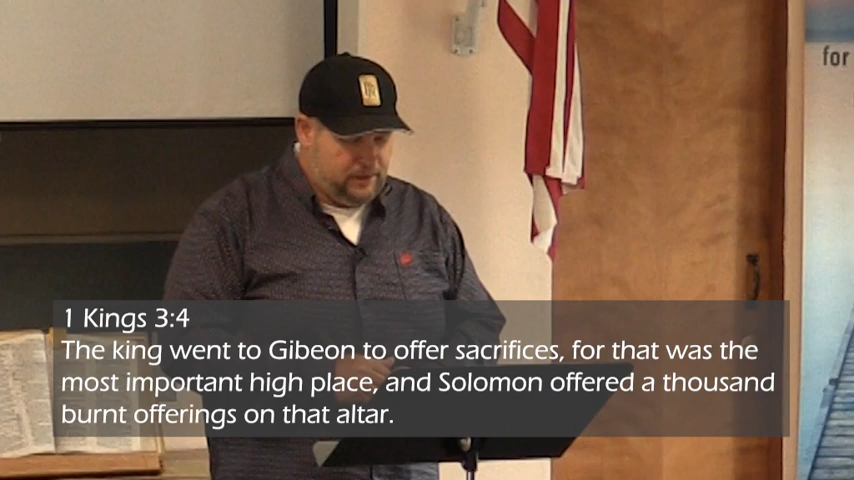 for
1 Kings 3:4
The king went to Gibeon to offer sacrifices, for that was the
most important high place, and Solomon offered a thousand
burnt offerings on that altar.